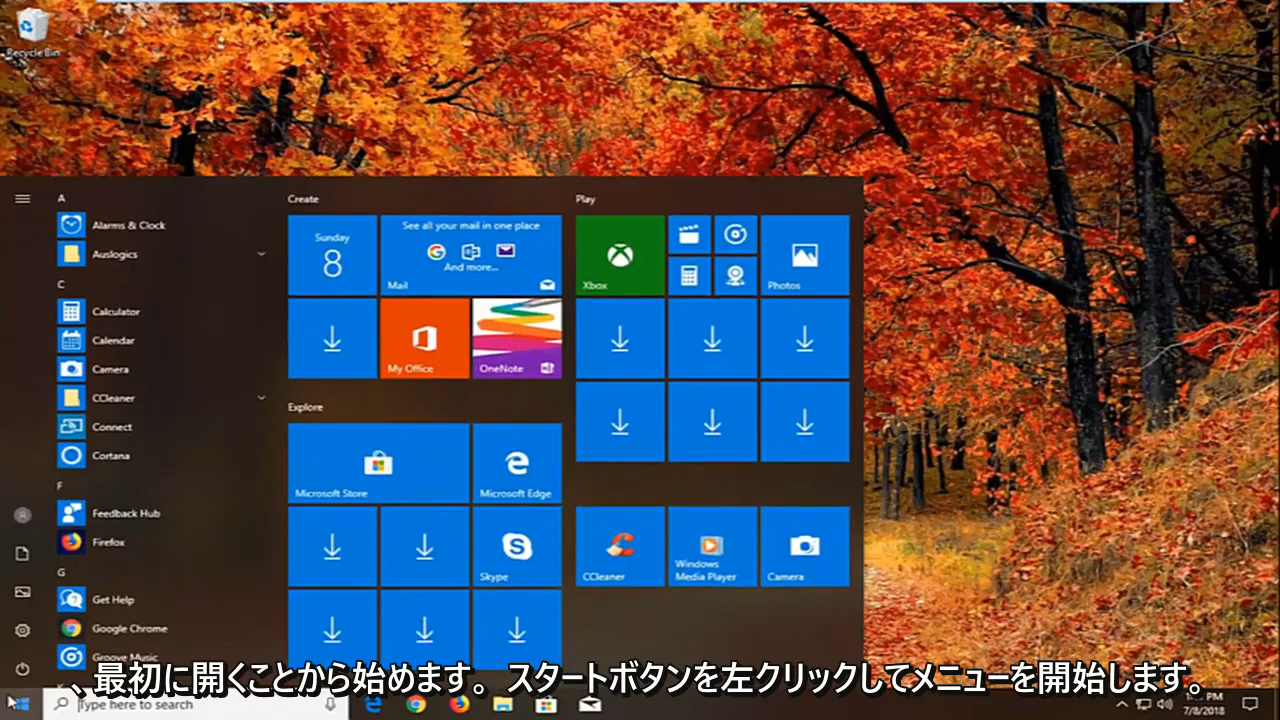 Recycle Bin
A
Alarms & Clock
Auslogics
C
Calculator
Calendar
Camera
CCleaner
Connect
Cortana
F
Feedback Hub
Firefox
G
Get Help
Google Chrome
Groove Music
Create
Sunday
8
See all your mail in one place
And more...
Mail
My Office
OneNote
Explore
Microsoft Store
Microsoft Edge
Skype
Play
Xbox
Photos
CCleaner
Windows
Media Player
Camera
、最初に開くことから始めます。 スタートボタンを左クリックしてメニューを開始します。
Type here to search
PM
7/8/2018